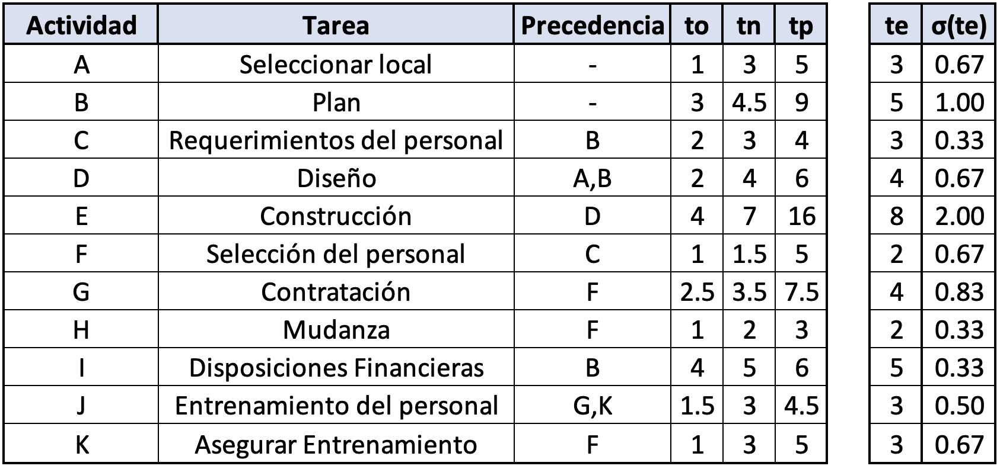 Actividad Tarea Precedencia to tn tp te σ(te)
A Seleccionar local - 1 3 5 3 0.67
B Plan - 3 4.5 9 5 1.00
C Requerimientos del personal B 2 3 4 3 0.33
D Diseño A,B 2 4 6 4 0.67
E Construcción D 4 7 16 8 2.00
F Selección del personal C 1 1.5 5 2 0.67
G Contratación F 2.5 3.5 7.5 4 0.83
H Mudanza F 1 2 3 2 0.33
I Disposiciones Financieras B 4 5 6 5 0.33
J Entrenamiento del personal G,K 1.5 3 4.5 3 0.50
K Asegurar Entrenamiento F 1 3 5 3 0.67